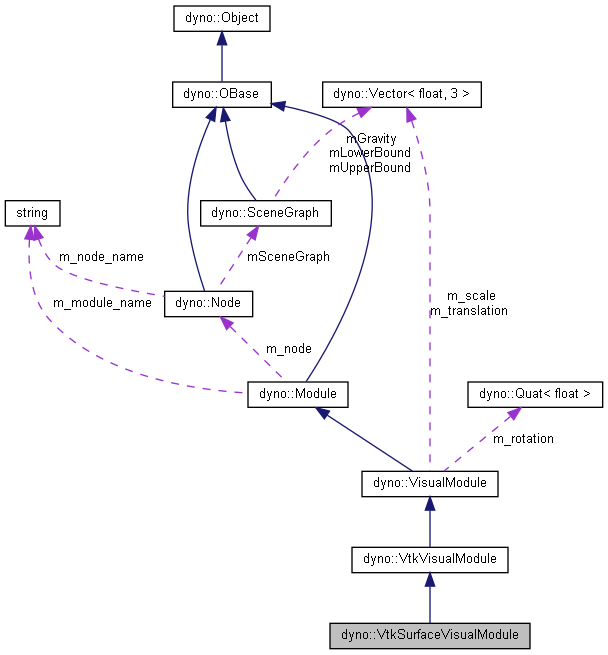 dyno::Object
dyno::OBase
dyno::Vector< float, 3 >
mGravity
mLowerBound
mUpperBound
string
dyno::SceneGraph
m_node_name
mSceneGraph
dyno::Node
m_module_name
m_scale
m_translation
m_node
dyno::Module
dyno::Quat< float >
m_rotation
dyno::VisualModule
dyno::VtkVisualModule
dyno::VtkSurfaceVisualModule